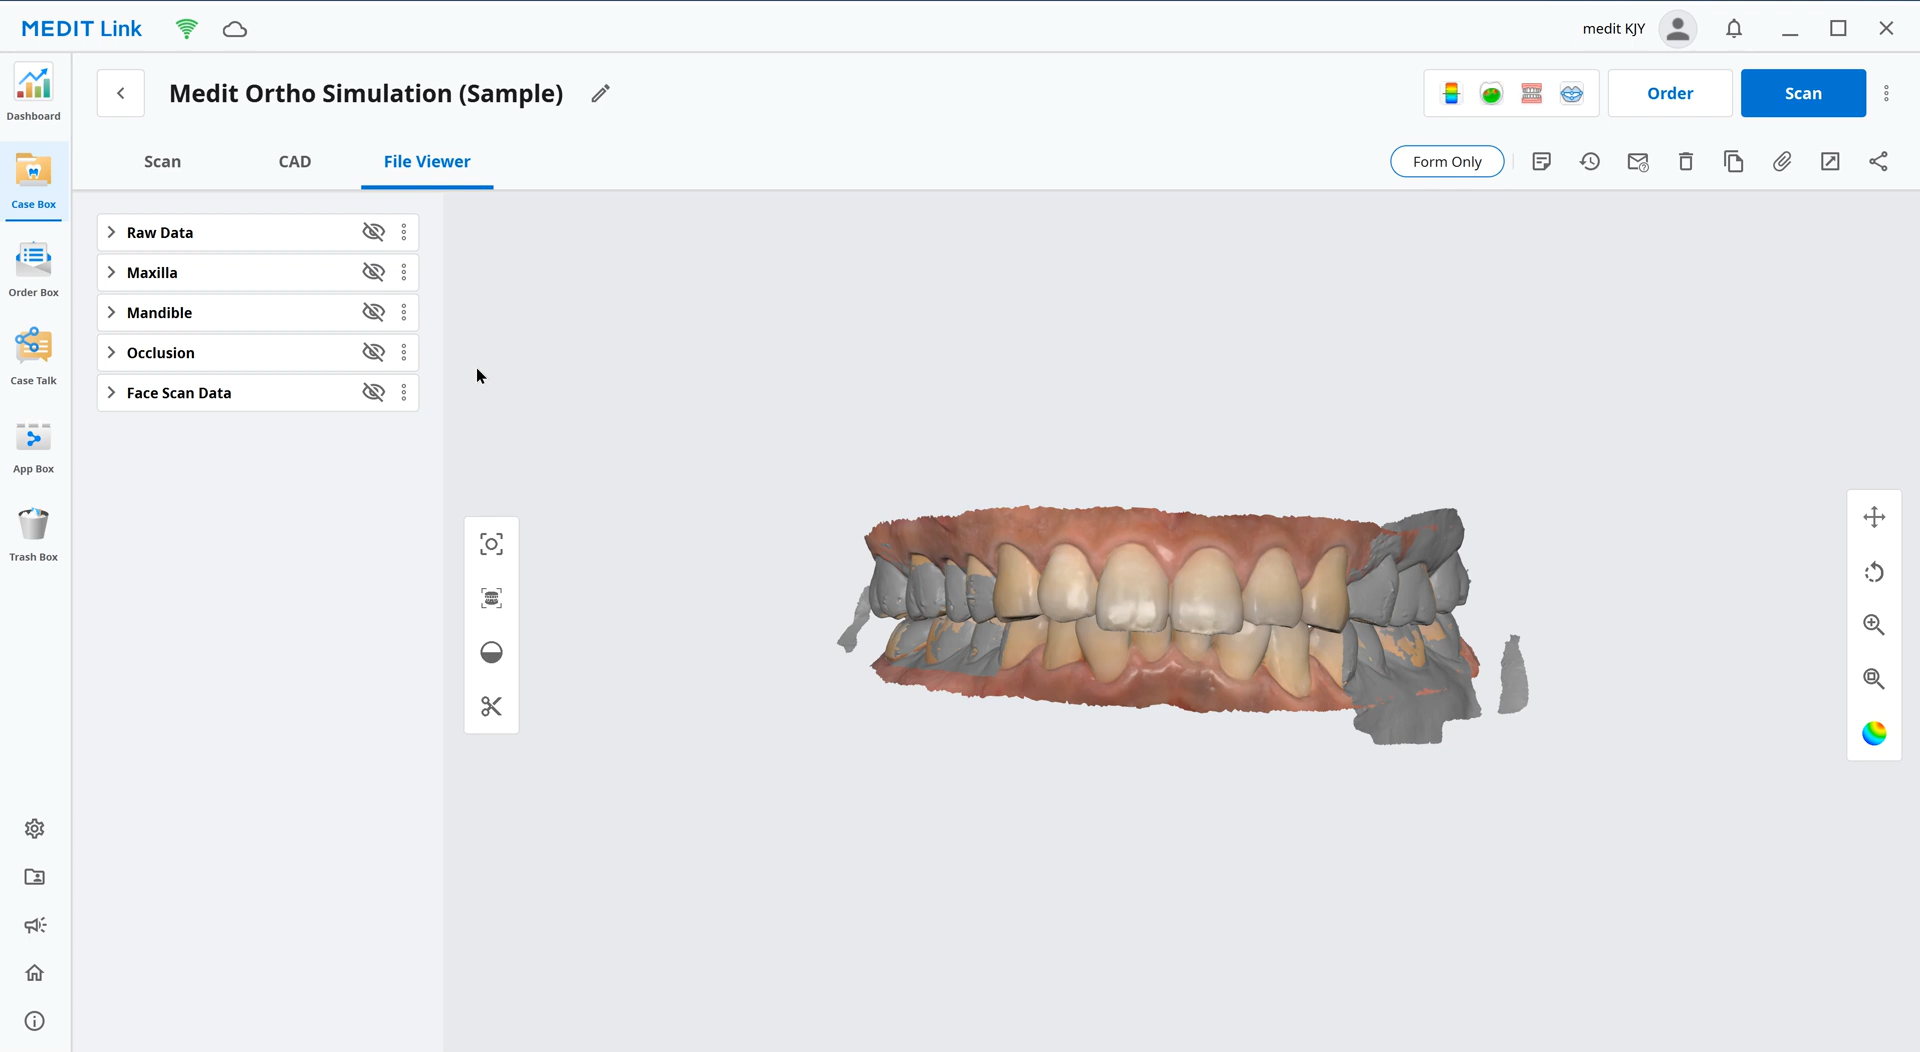 MEDIT Link
medit KJY
Dashboard
Medit Ortho Simulation (Sample)
Order
Scan
Scan
CAD
File Viewer
Form Only
Case Box
Raw Data
Maxilla
Order Box
Mandible
Occlusion
Case Talk
Face Scan Data
App Box
Trash Box